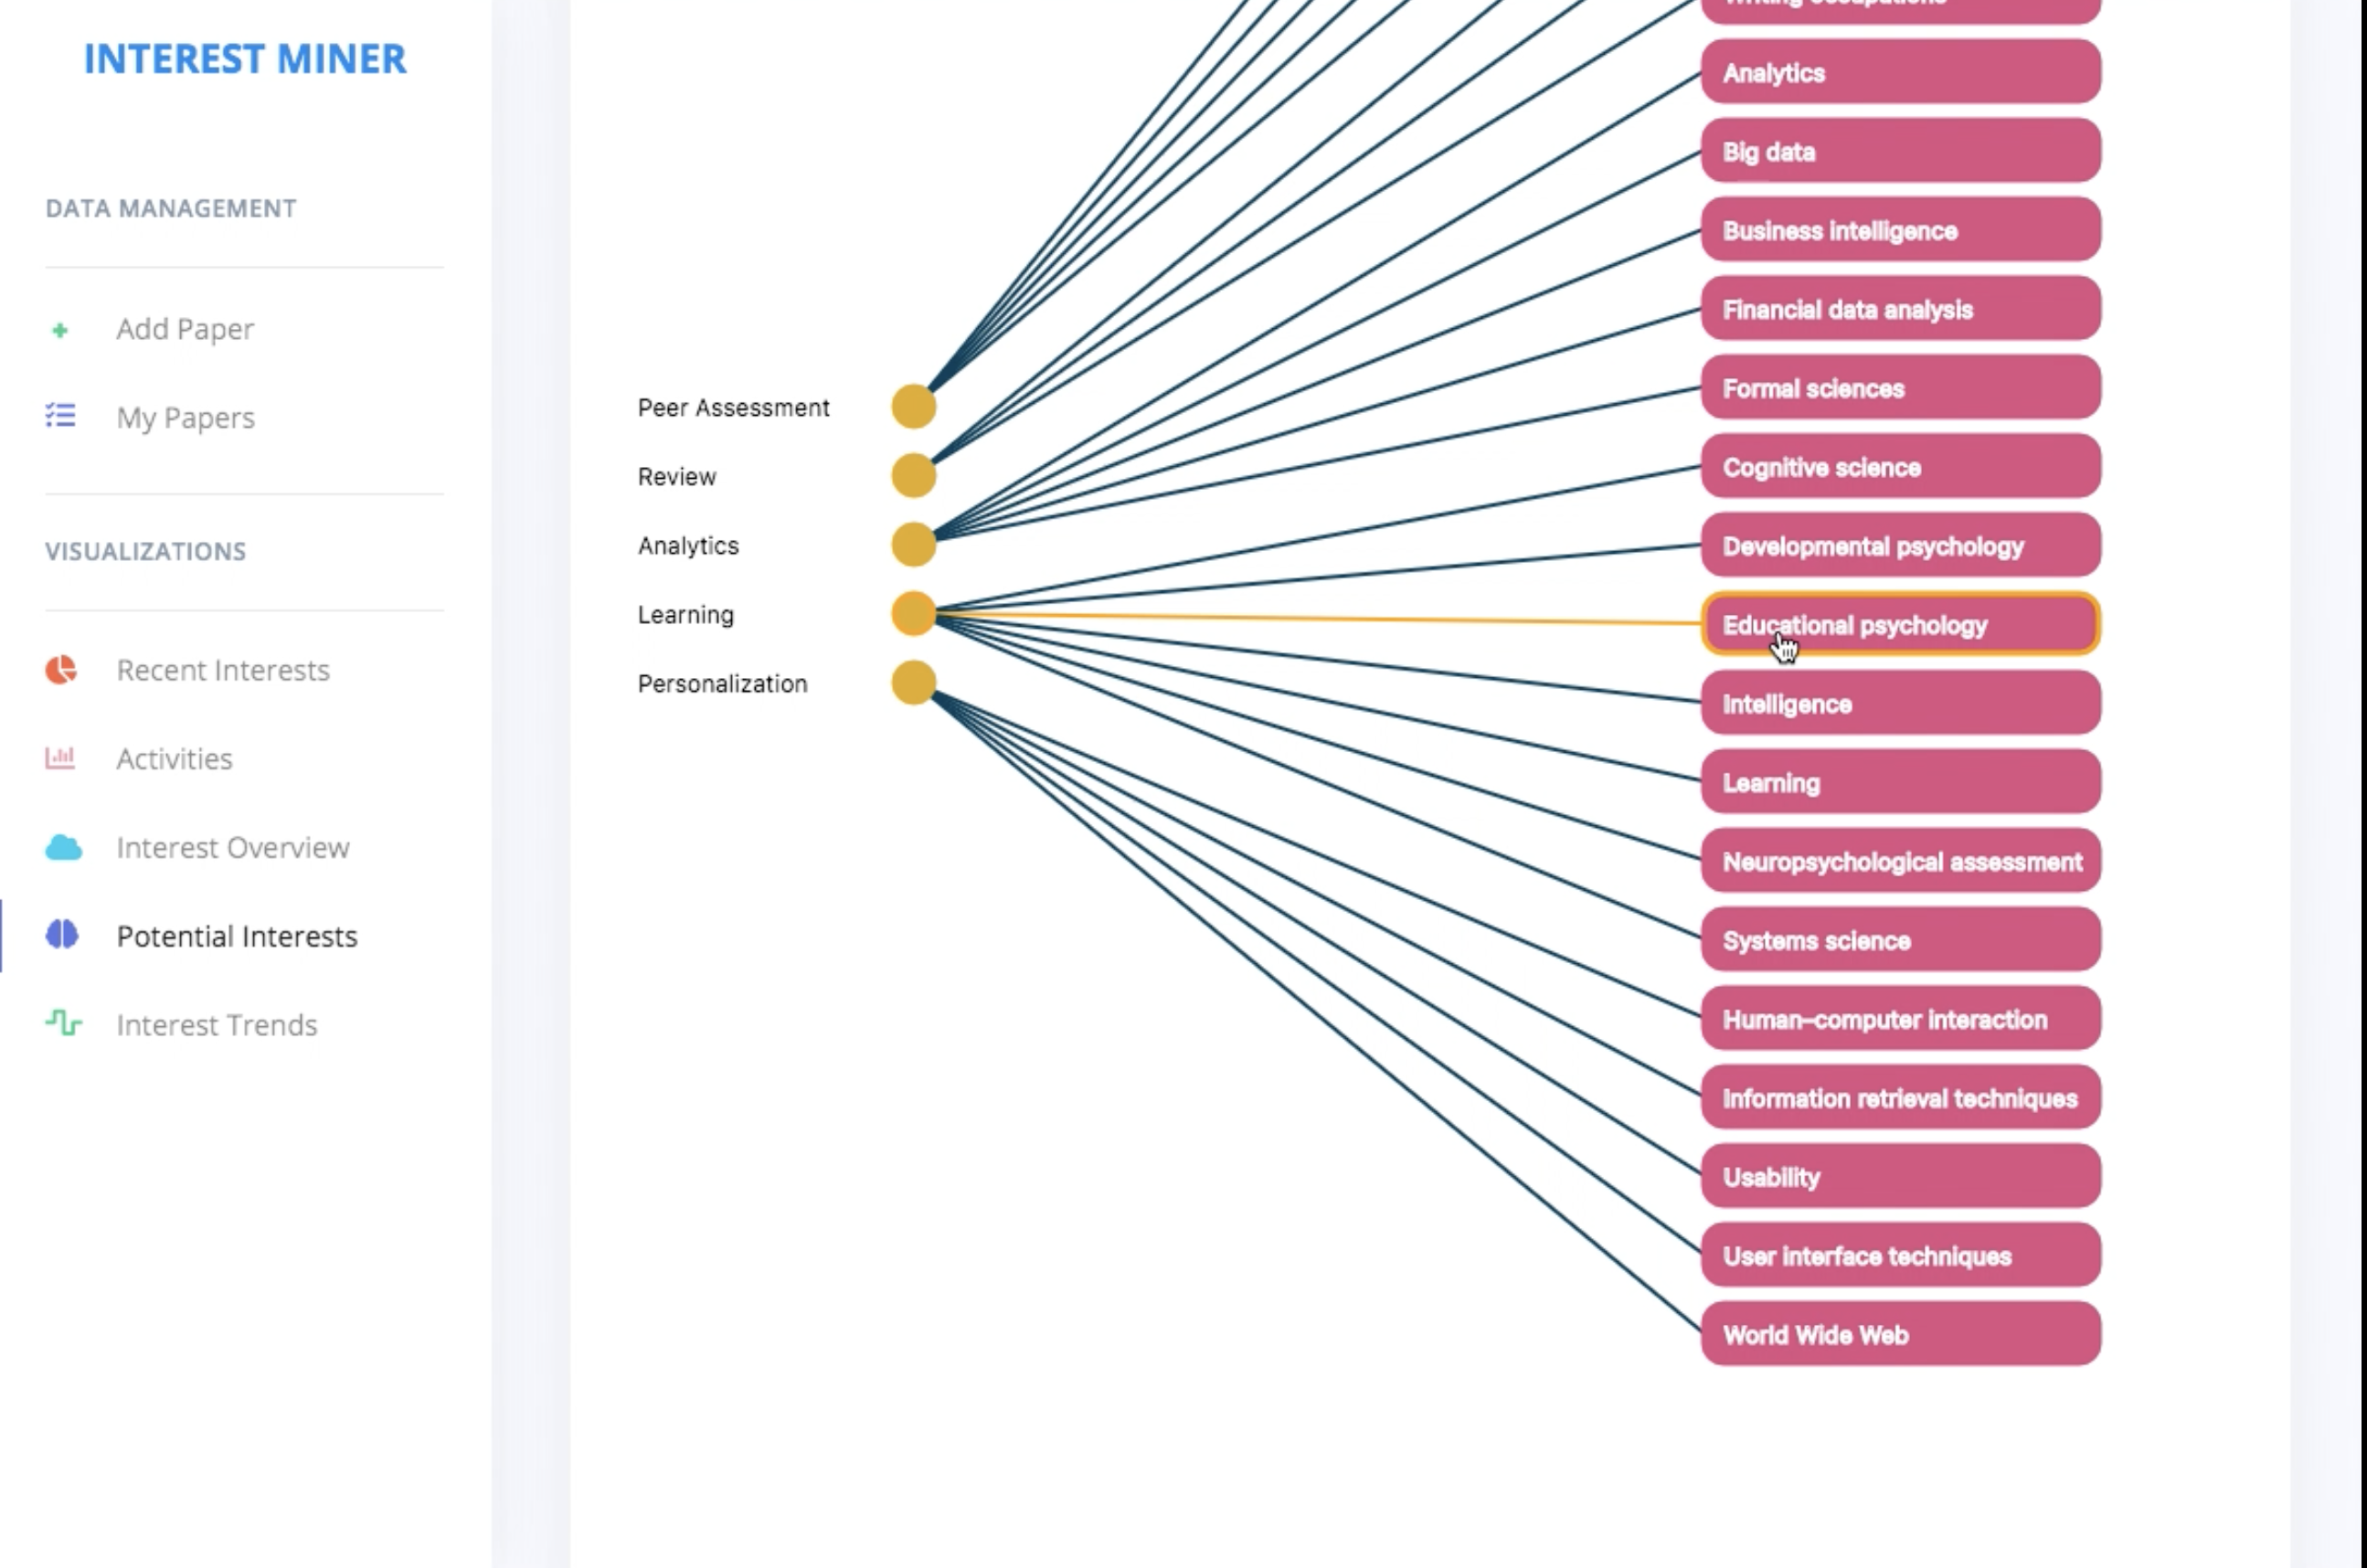 INTEREST MINER
DATA MANAGEMENT
Add Paper
My Papers
VISUALIZATIONS
Recent Interests
Activities
Interest Overview
Potential Interests
Interest Trends
Peer Assessment
Review
Analytics
Learning
Personalization
Writing occupations
Analytics
Big data
Business intelligence
Financial data analysis
Formal sciences
Cognitive science
Developmental psychology
Educational psychology
Intelligence
Learning
Neuropsychological assessment
Systems science
Human–computer interaction
Information retrieval techniques
Usability
User interface techniques
World Wide Web